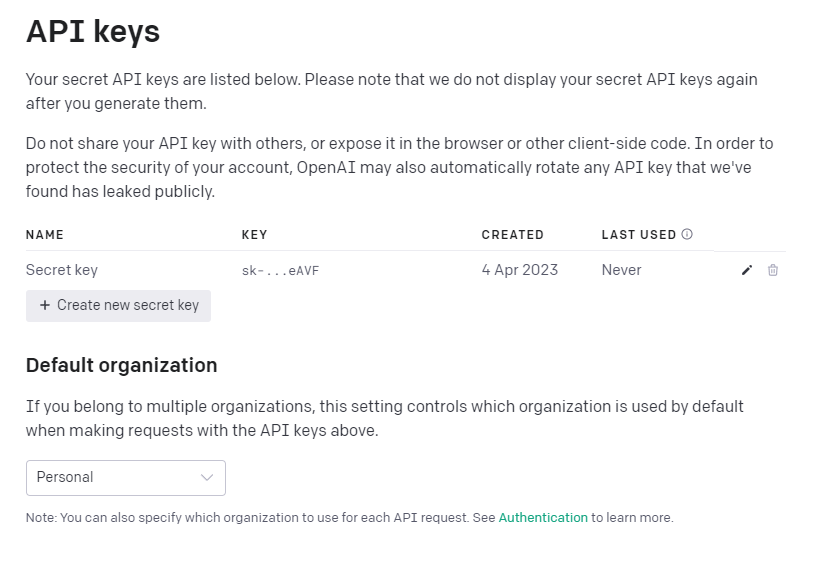 API keys
Your secret API keys are listed below. Please note that we do not display your secret API keys again
after you generate them.
Do not share your API key with others, or expose it in the browser or other client-side code. In order to
protect the security of your account, OpenAI may also automatically rotate any API key that we've
found has leaked publicly.
NAME KEY CREATED LAST USED
Secret key sk-...eAVF 4 Apr 2023 Never
+ Create new secret key
Default organization
If you belong to multiple organizations, this setting controls which organization is used by default
when making requests with the API keys above.
Personal
Note: You can also specify which organization to use for each API request. See Authentication to learn more.